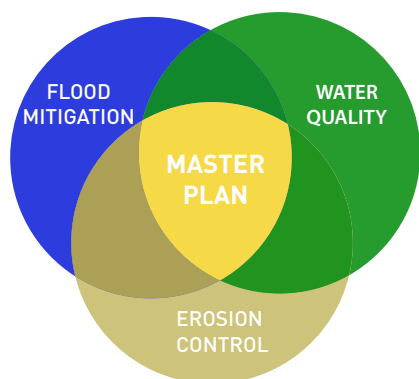 FLOOD
MITIGATION
WATER
QUALITY
MASTER
PLAN
EROSION
CONTROL